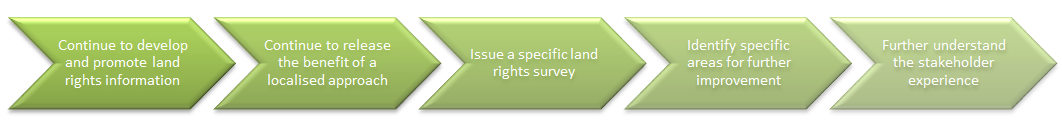 Continue to develop
and promote land
rights information
Continue to release
the benefit of a
localised approach
Issue a specific land
rights survey
Identify specific
areas for further
improvement
Further understand
the stakeholder
experience